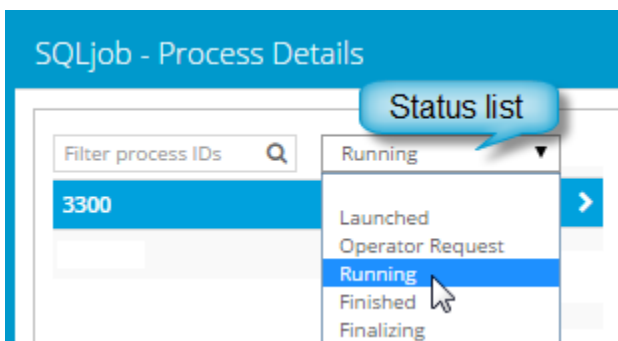 SQLjob - Process Details
Status list
Filter process IDs
Running
3300
Launched
Operator Request
Running
Finished
Finalizing